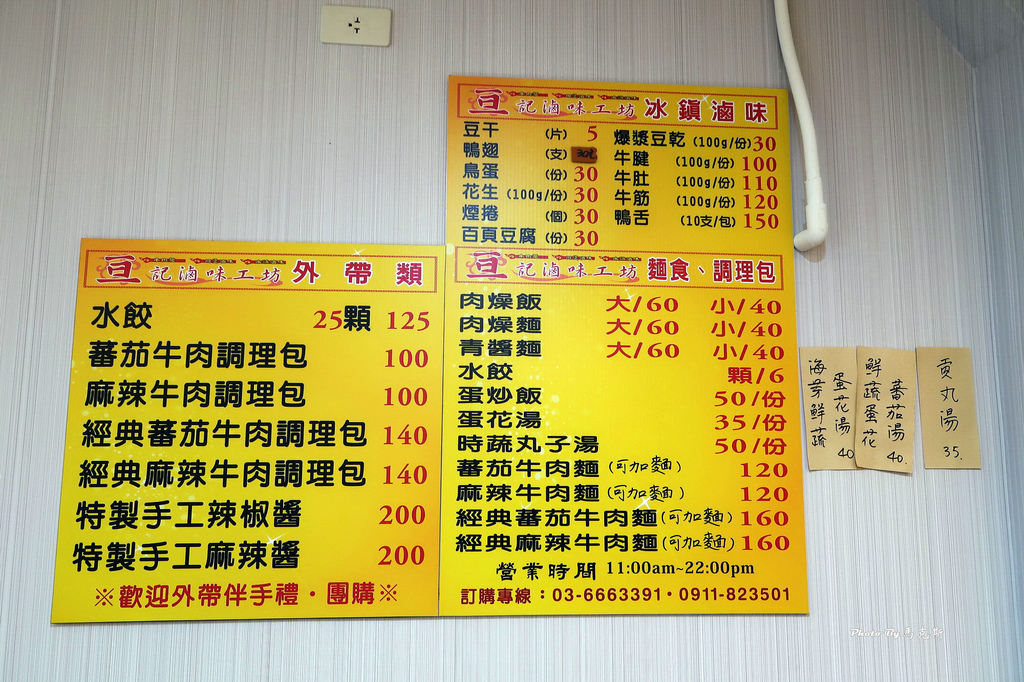 亘記滷味工坊 冰鎮滷味
豆干 (片) 5
鴨翅 (支)
鳥蛋 (份) 30
花生 (100g/份) 30
煙捲 (個) 30
百頁豆腐 (份) 30
爆漿豆乾 (100g/份) 30
牛腱 (100g/份) 100
牛肚 (100g/份) 110
牛筋 (100g/份) 120
鴨舌 (10支/包) 150
亘記滷味工坊 外帶類
水餃 25顆 125
蕃茄牛肉調理包 100
麻辣牛肉調理包 100
經典蕃茄牛肉調理包 140
經典麻辣牛肉調理包 140
特製手工辣椒醬 200
特製手工麻辣醬 200
※歡迎外帶伴手禮・團購※
亘記滷味工坊 麵食、調理包
肉燥飯 大/60 小/40
肉燥麵 大/60 小/40
青醬麵 大/60 小/40
水餃 顆/6
蛋炒飯 50/份
蛋花湯 35/份
時蔬丸子湯 50/份
蕃茄牛肉麵(可加麵) 120
麻辣牛肉麵(可加麵) 120
經典蕃茄牛肉麵(可加麵) 160
經典麻辣牛肉麵(可加麵) 160
營業時間 11:00am~22:00pm
訂購專線：03-6663391・0911-823501
海芽鮮蔬
蛋花湯 40
鮮蔬蛋花
蕃茄湯 40.
貢丸湯 35.
Photo By 馬克斯